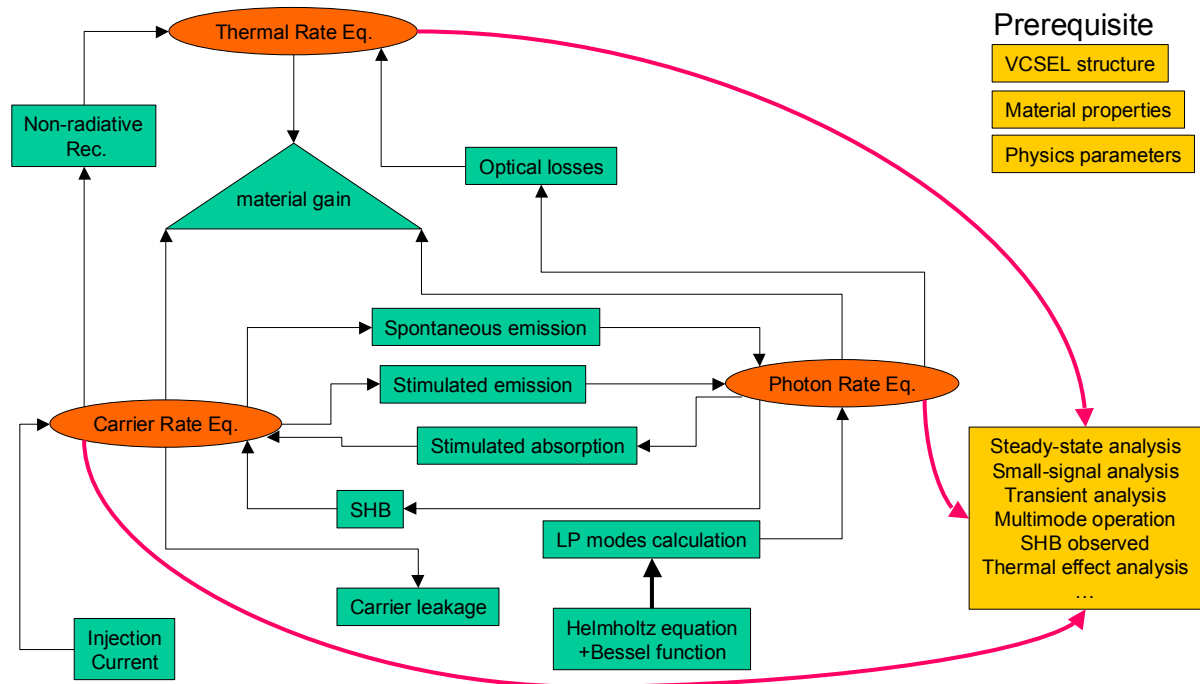 Thermal Rate Eq.
Prerequisite
VCSEL structure
Material properties
Physics parameters
Non-radiative
Rec.
Optical losses
material gain
Spontaneous emission
Stimulated emission
Photon Rate Eq.
Carrier Rate Eq.
Stimulated absorption
SHB
LP modes calculation
Carrier leakage
Helmholtz equation
+Bessel function
Injection
Current
Steady-state analysis
Small-signal analysis
Transient analysis
Multimode operation
SHB observed
Thermal effect analysis
…